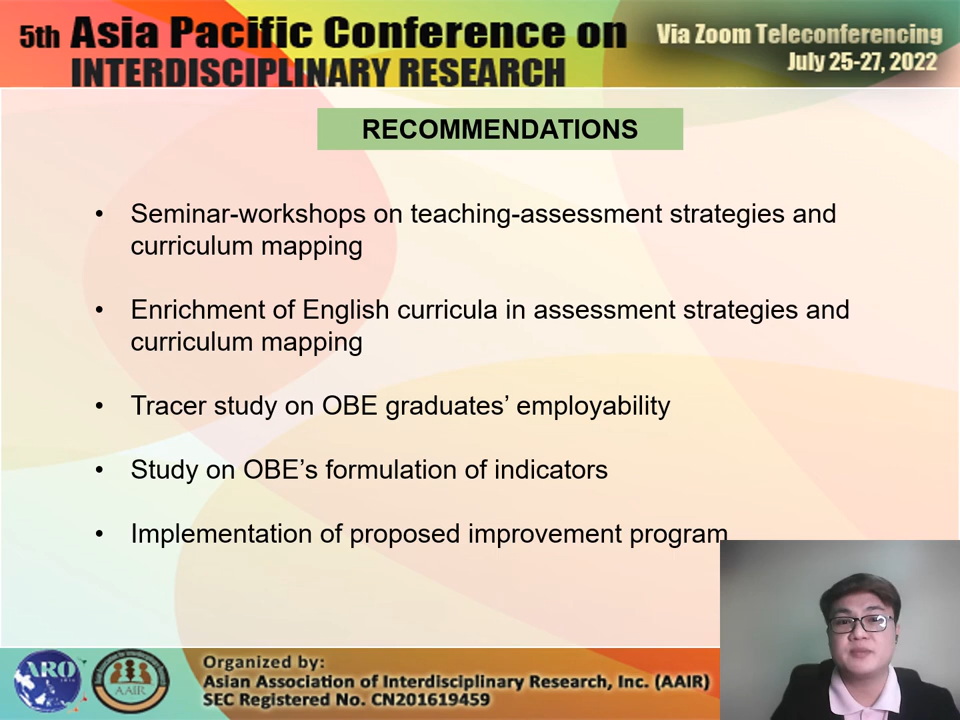 5th Asia Pacific Conference on
INTERDISCIPLINARY RESEARCH
Via Zoom Teleconferencing
July 25-27, 2022
RECOMMENDATIONS
• Seminar-workshops on teaching-assessment strategies and
curriculum mapping
• Enrichment of English curricula in assessment strategies and
curriculum mapping
• Tracer study on OBE graduates’ employability
• Study on OBE’s formulation of indicators
• Implementation of proposed improvement program
ARO
AAIR
Organized by:
Asian Association of Interdisciplinary Research, Inc. (AAIR)
SEC Registered No. CN201619459